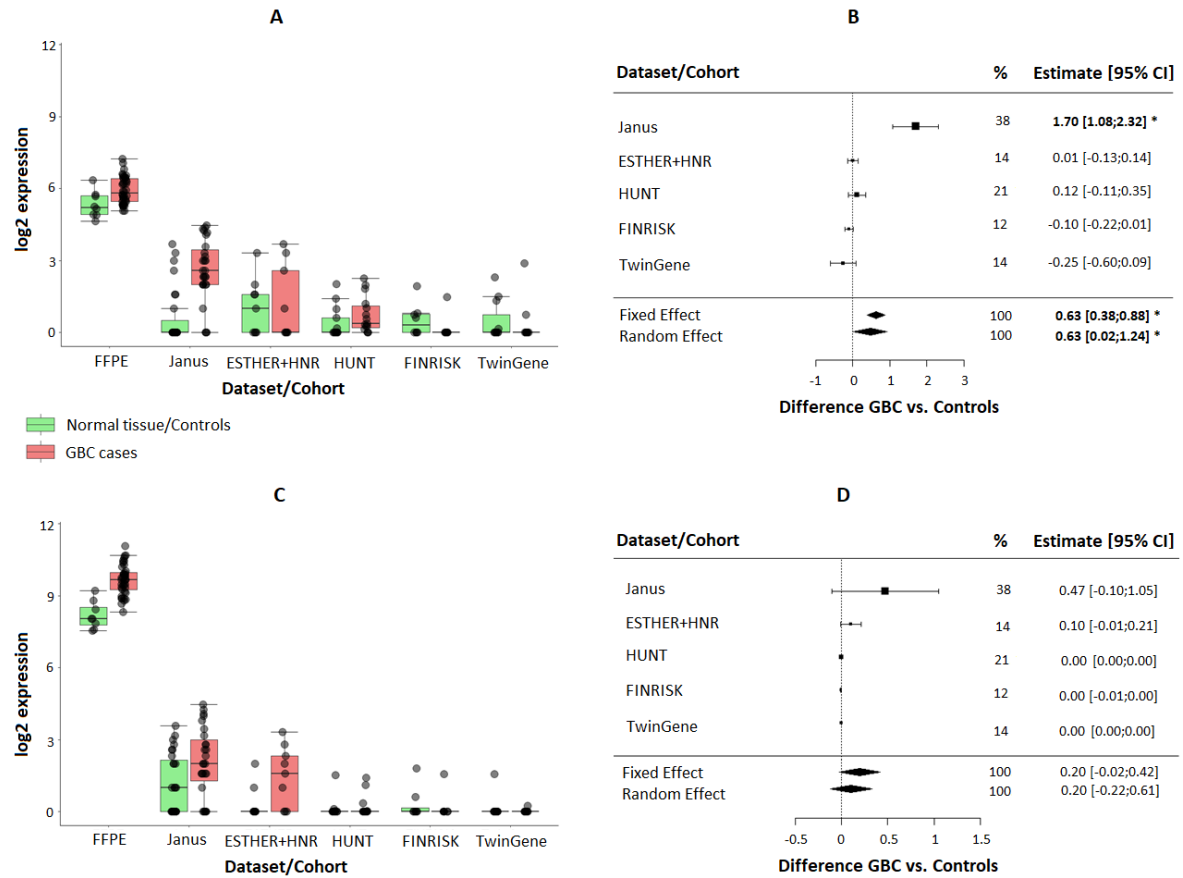 A
12
9
6
3
0
log2 expression
FFPE Janus ESTHER+HNR HUNT FINRISK TwinGene
Dataset/Cohort
Normal tissue/Controls
GBC cases
B
Dataset/Cohort % Estimate [95% CI]
Janus 38 1.70 [1.08;2.32] *
ESTHER+HNR 14 0.01 [-0.13;0.14]
HUNT 21 0.12 [-0.11;0.35]
FINRISK 12 -0.10 [-0.22;0.01]
TwinGene 14 -0.25 [-0.60;0.09]
Fixed Effect 100 0.63 [0.38;0.88] *
Random Effect 100 0.63 [0.02;1.24] *
-1 0 1 2 3
Difference GBC vs. Controls
C
12
9
6
3
0
log2 expression
FFPE Janus ESTHER+HNR HUNT FINRISK TwinGene
Dataset/Cohort
D
Dataset/Cohort % Estimate [95% CI]
Janus 38 0.47 [-0.10;1.05]
ESTHER+HNR 14 0.10 [-0.01;0.21]
HUNT 21 0.00 [0.00;0.00]
FINRISK 12 0.00 [-0.01;0.00]
TwinGene 14 0.00 [0.00;0.00]
Fixed Effect 100 0.20 [-0.02;0.42]
Random Effect 100 0.20 [-0.22;0.61]
-0.5 0 0.5 1 1.5
Difference GBC vs. Controls